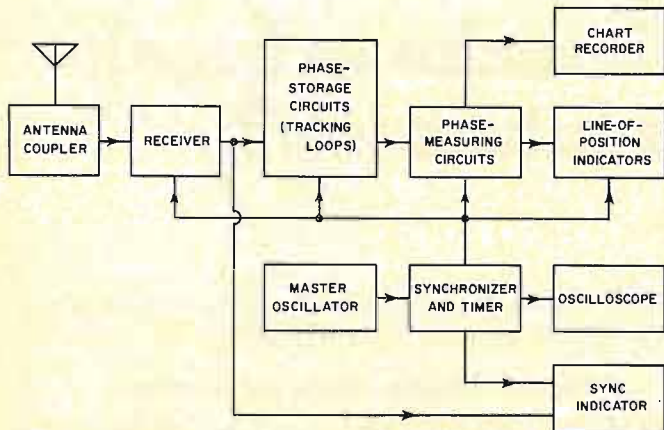 CHART
RECORDER
PHASE-
STORAGE
CIRCUITS
(TRACKING
LOOPS)
ANTENNA
COUPLER
RECEIVER
PHASE-
MEASURING
CIRCUITS
LINE-OF-
POSITION
INDICATORS
MASTER
OSCILLATOR
SYNCHRONIZER
AND TIMER
OSCILLOSCOPE
SYNC
INDICATOR